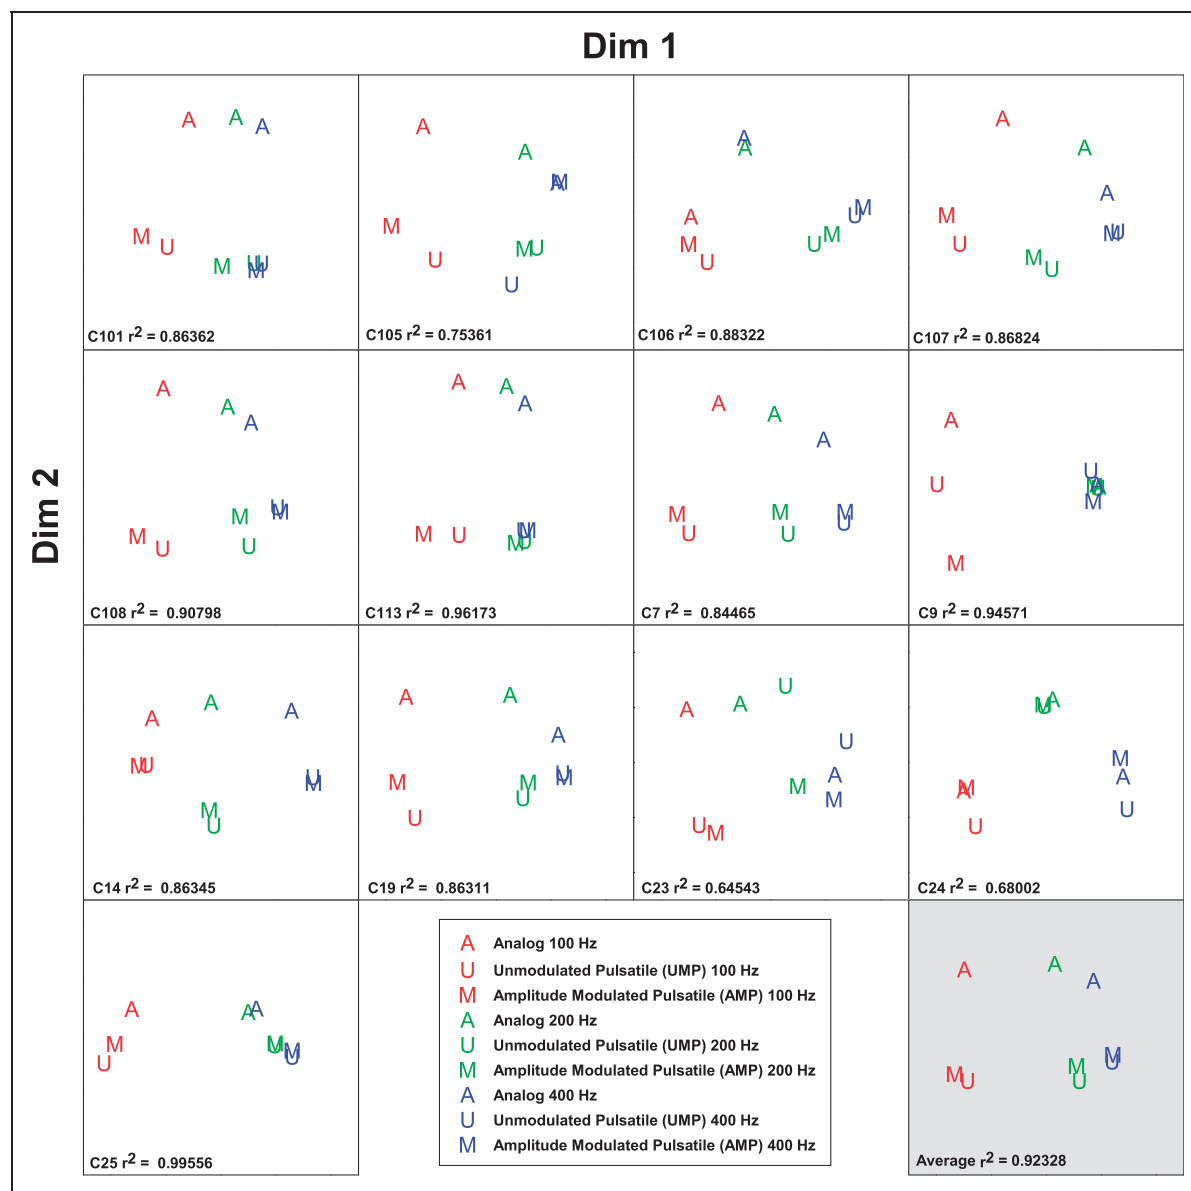 Dim 1
Dim 2
A A A
M U M U U M
C101 r2 = 0.86362
A A A M
M U M U U
C105 r2 = 0.75361
A A
A M U U M U M
C106 r2 = 0.88322
A A A
M U M U M U
C107 r2 = 0.86824
A A A
M U M U U M
C108 r2 = 0.90798
A A A
M U M U U M
C113 r2 = 0.96173
A A A
M U M U M U
C7 r2 = 0.84465
A U
U M U A A M
M
C9 r2 = 0.94571
A A A
M U M U U M
C14 r2 = 0.86345
A A A
M U M U U M
C19 r2 = 0.86311
A A U U
U M M A M
C23 r2 = 0.64543
M U A
M A U M A U
C24 r2 = 0.68002
A A A
M U M U M U
C25 r2 = 0.99556
A Analog 100 Hz
U Unmodulated Pulsatile (UMP) 100 Hz
M Amplitude Modulated Pulsatile (AMP) 100 Hz
A Analog 200 Hz
U Unmodulated Pulsatile (UMP) 200 Hz
M Amplitude Modulated Pulsatile (AMP) 200 Hz
A Analog 400 Hz
U Unmodulated Pulsatile (UMP) 400 Hz
M Amplitude Modulated Pulsatile (AMP) 400 Hz
A A A
M U M U M U
Average r2 = 0.92328